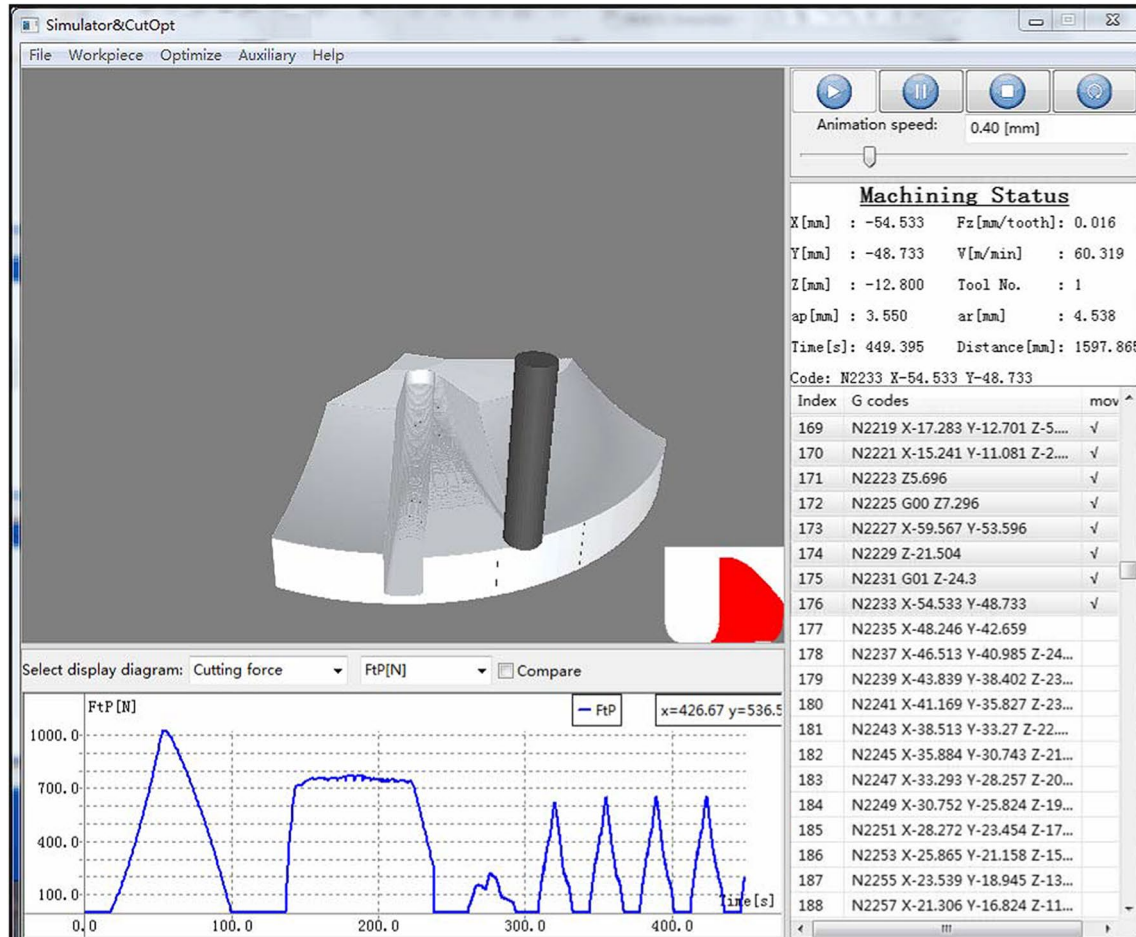 Simulator&CutOpt
File Workpiece Optimize Auxiliary Help
Animation speed: 0.40 [mm]
Machining Status
X[mm] : -54.533 Fz[mm/tooth]: 0.016
Y[mm] : -48.733 V[m/min] : 60.319
Z[mm] : -12.800 Tool No. : 1
ap[mm] : 3.550 ar[mm] : 4.538
Time[s]: 449.395 Distance[mm]: 1597.865
Code: N2233 X-54.533 Y-48.733
Index G codes mov
169 N2219 X-17.283 Y-12.701 Z-5.... √
170 N2221 X-15.241 Y-11.081 Z-2.... √
171 N2223 Z5.696 √
172 N2225 G00 Z7.296 √
173 N2227 X-59.567 Y-53.596 √
174 N2229 Z-21.504 √
175 N2231 G01 Z-24.3 √
176 N2233 X-54.533 Y-48.733 √
177 N2235 X-48.246 Y-42.659
178 N2237 X-46.513 Y-40.985 Z-24...
179 N2239 X-43.839 Y-38.402 Z-23...
180 N2241 X-41.169 Y-35.827 Z-23...
181 N2243 X-38.513 Y-33.27 Z-22....
182 N2245 X-35.884 Y-30.743 Z-21...
183 N2247 X-33.293 Y-28.257 Z-20...
184 N2249 X-30.752 Y-25.824 Z-19...
185 N2251 X-28.272 Y-23.454 Z-17...
186 N2253 X-25.865 Y-21.158 Z-15...
187 N2255 X-23.539 Y-18.945 Z-13...
188 N2257 X-21.306 Y-16.824 Z-11...
Select display diagram: Cutting force FtP[N] Compare
FtP[N] FtP x=426.67 y=536.5
1000.0
700.0
400.0
100.0
Time[s]
0.0 100.0 200.0 300.0 400.0